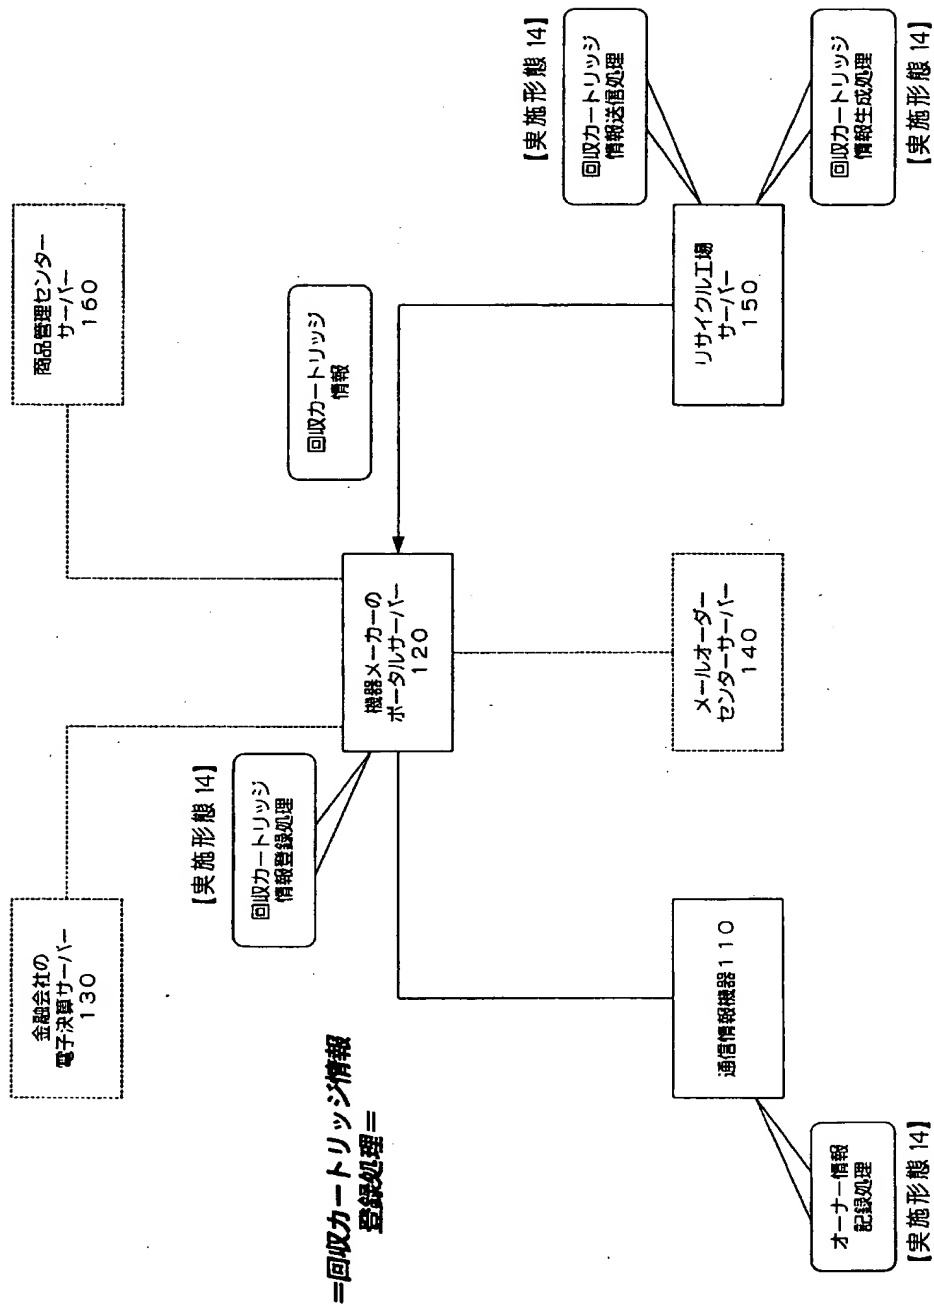 =回収カートリッジ情報
登録処理=
金融会社の
電子決算サーバー
130
商品管理センター
サーバー
160
【実施形態 14】
回収カートリッジ
情報登録処理
機器メーカーの
ポータルサーバー
120
回収カートリッジ
情報
【実施形態 14】
回収カートリッジ
情報送信処理
通信情報機器110
メールオーダー
センターサーバー
140
リサイクル工場
サーバー
150
オーナー情報
記録処理
【実施形態 14】
回収カートリッジ
情報生成処理
【実施形態 14】